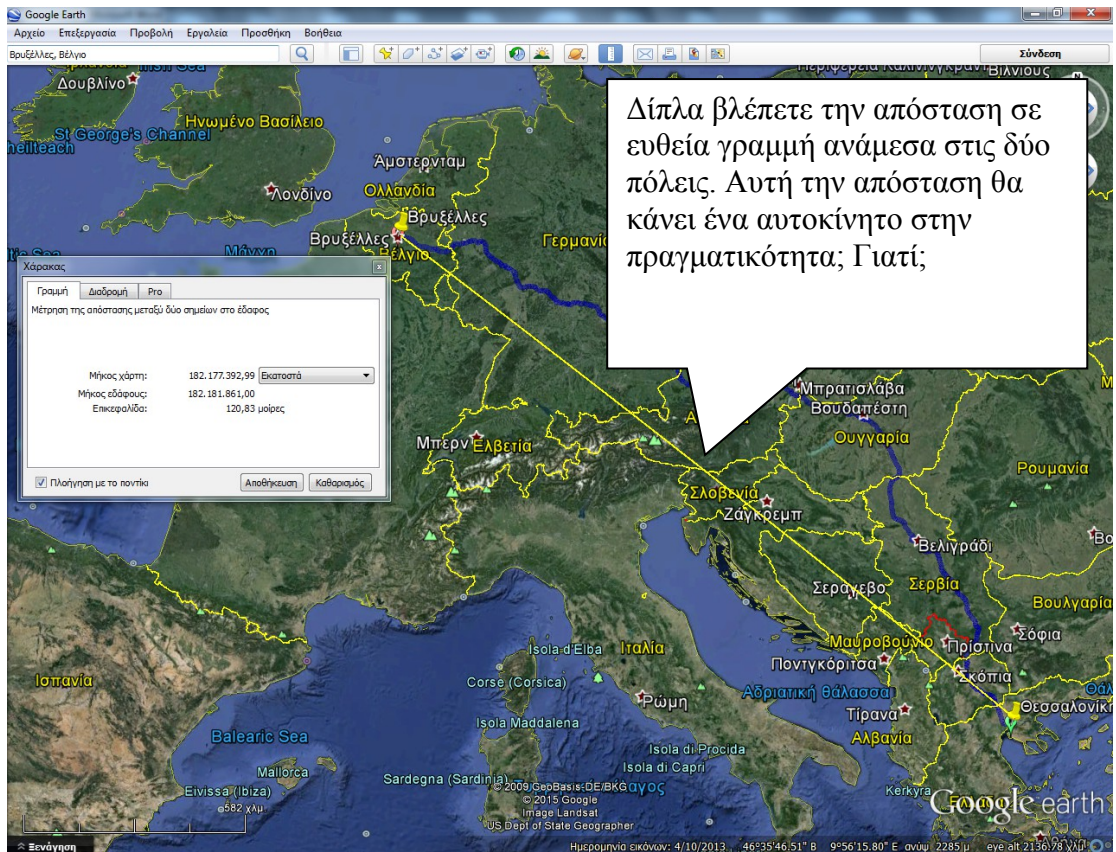 Google Earth
Αρχείο Επεξεργασία Προβολή Εργαλεία Προσθήκη Βοήθεια
Βρυξέλλες, Βέλγιο
Σύνδεση
Δουβλίνο
St George's Channel
Ηνωμένο Βασίλειο
Λονδίνο
Άμστερνταμ
Ολλανδία
Βρυξέλλες
Βρυξέλλες
Βέλγιο
Μάγχη
Δίπλα βλέπετε την απόσταση σε
ευθεία γραμμή ανάμεσα στις δύο
πόλεις. Αυτή την απόσταση θα
κάνει ένα αυτοκίνητο στην
πραγματικότητα; Γιατί;
Χάρακας
Γραμμή Διαδρομή Pro
Μέτρηση της απόστασης μεταξύ δύο σημείων στο έδαφος
Μήκος χάρτη: 182.177.392,99 Εκατοστά
Μήκος εδάφους: 182.181.861,00
Επικεφαλίδα: 120,83 μοίρες
Πλοήγηση με το ποντίκι Αποθήκευση Καθαρισμός
Μπρατισλάβα
Βουδαπέστη
Ουγγαρία
Μπερν
Ελβετία
Ρουμανία
Σλοβενία
Ζάγκρεμπ
Βελιγράδι
Σεράγεβο
Σερβία
Βουλγαρία
Μαυροβούνιο
Πρίστινα
Σόφια
Ποντγκόριτσα
Σκόπια
Isola d'Elba
Ιταλία
Ισπανία
Corse (Corsica)
Ρώμη
Αδριατική θάλασσα
Θεσσαλονίκη
Isola Maddalena
Τίρανα
Αλβανία
Balearic Sea
Isola di Procida
Isola di Capri
Mallorca
Eivissa (Ibiza)
Sardegna (Sardinia)
Kerkyra
582 χλμ
© 2009 GeoBasis-DE/BKG
© 2015 Google
Image Landsat
US Dept of State Geographer
Google earth
Ξενάγηση
Ημερομηνία εικόνων: 4/10/2013 46°35'46.51" Β 9°56'15.80" Ε ανύψ 2285 μ eye alt 2136.78 χλμ